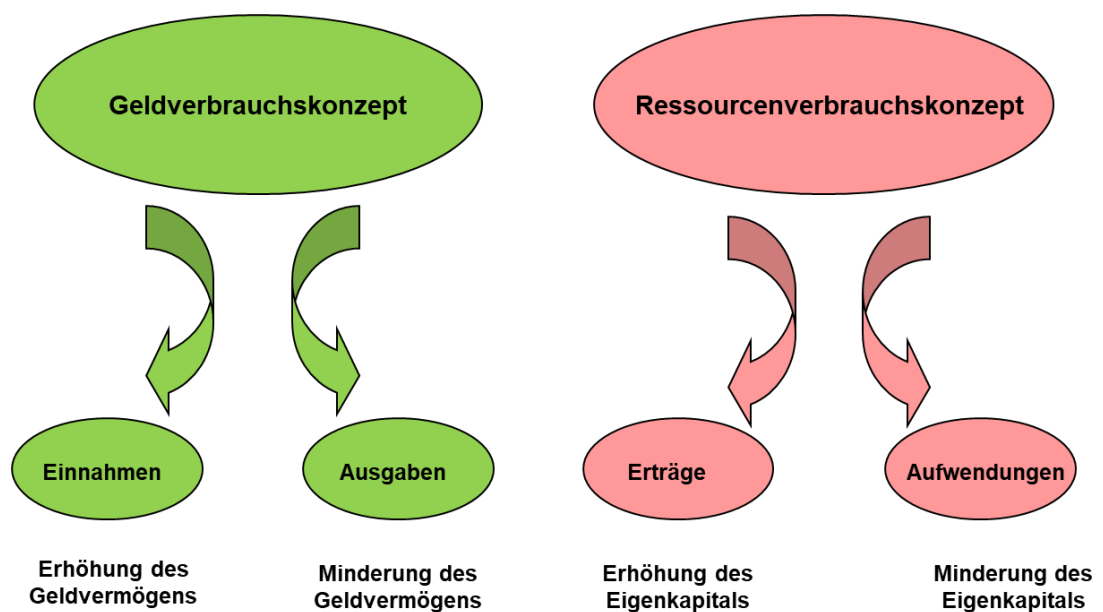 Geldverbrauchskonzept
Ressourcenverbrauchskonzept
Einnahmen
Ausgaben
Erträge
Aufwendungen
Erhöhung des
Geldvermögens
Minderung des
Geldvermögens
Erhöhung des
Eigenkapitals
Minderung des
Eigenkapitals